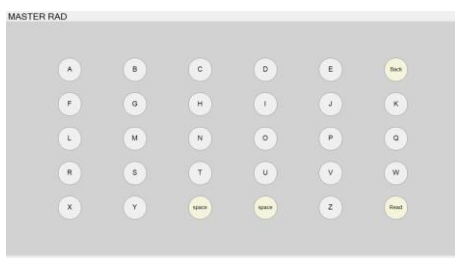 MASTER RAD
A B C D E Back
F G H I J K
L M N O P Q
R S T U V W
X Y space space Z Read